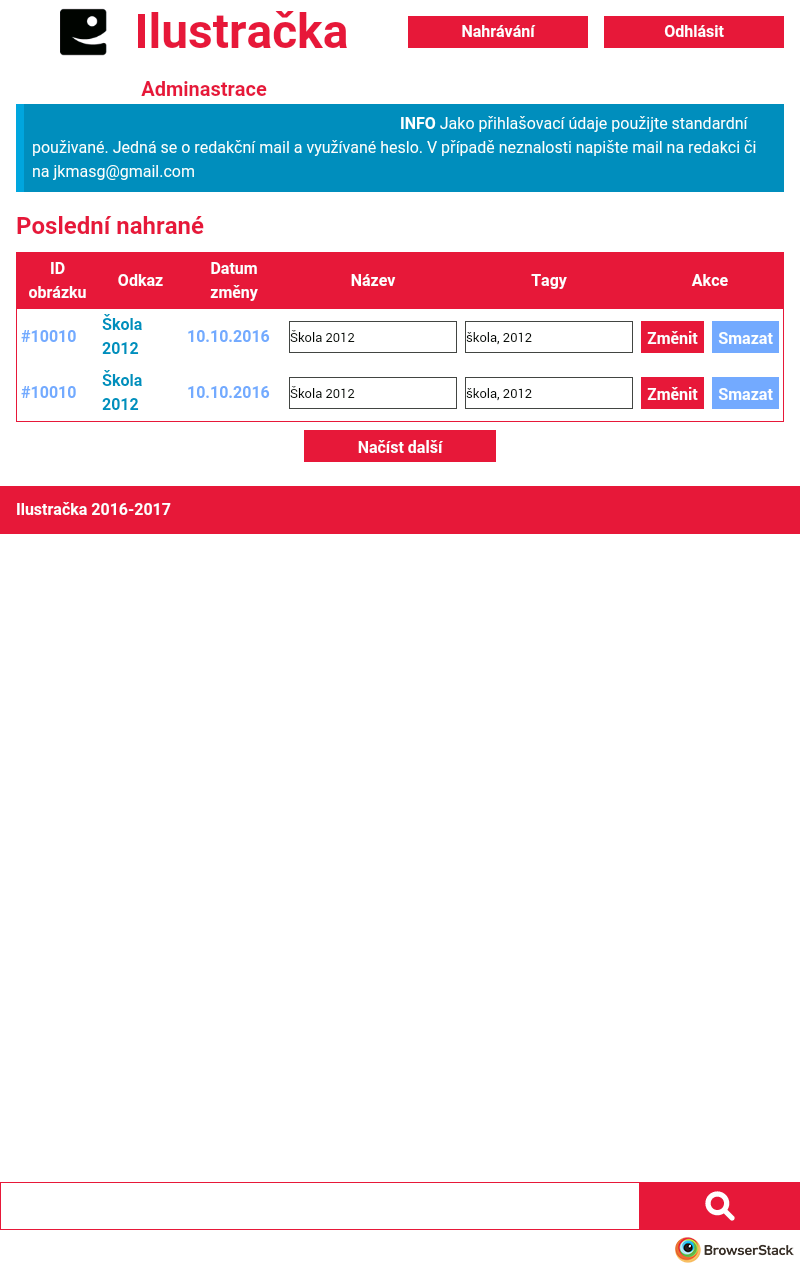 Ilustračka
Nahrávání
Odhlásit
Adminastrace
INFO Jako přihlašovací údaje použijte standardní
použivané. Jedná se o redakční mail a využívané heslo. V případě neznalosti napište mail na redakci či
na jkmasg@gmail.com
Poslední nahrané
ID obrázku Odkaz Datum změny Název Tagy Akce
#10010 Škola 2012 10.10.2016 Škola 2012 škola, 2012 Změnit Smazat
#10010 Škola 2012 10.10.2016 Škola 2012 škola, 2012 Změnit Smazat
Načíst další
Ilustračka 2016-2017
BrowserStack